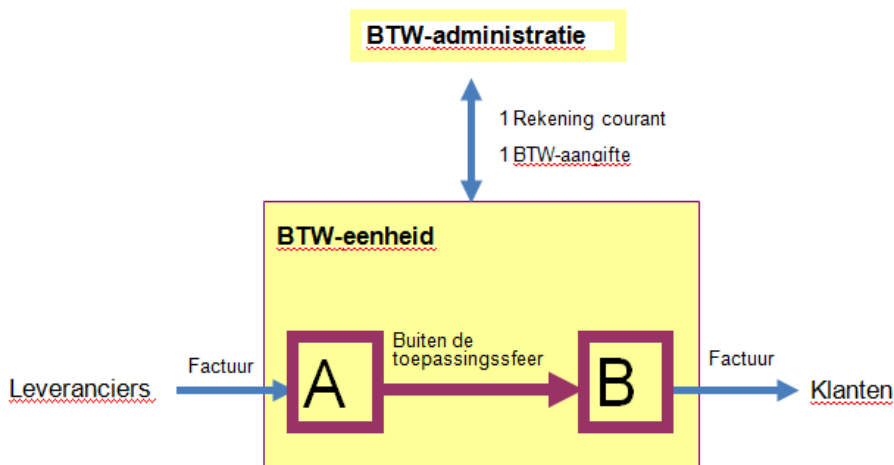 BTW-administratie
1 Rekening courant
1 BTW-aangifte
BTW-eenheid
Leveranciers
Factuur
A
Buiten de
toepassingssfeer
B
Factuur
Klanten